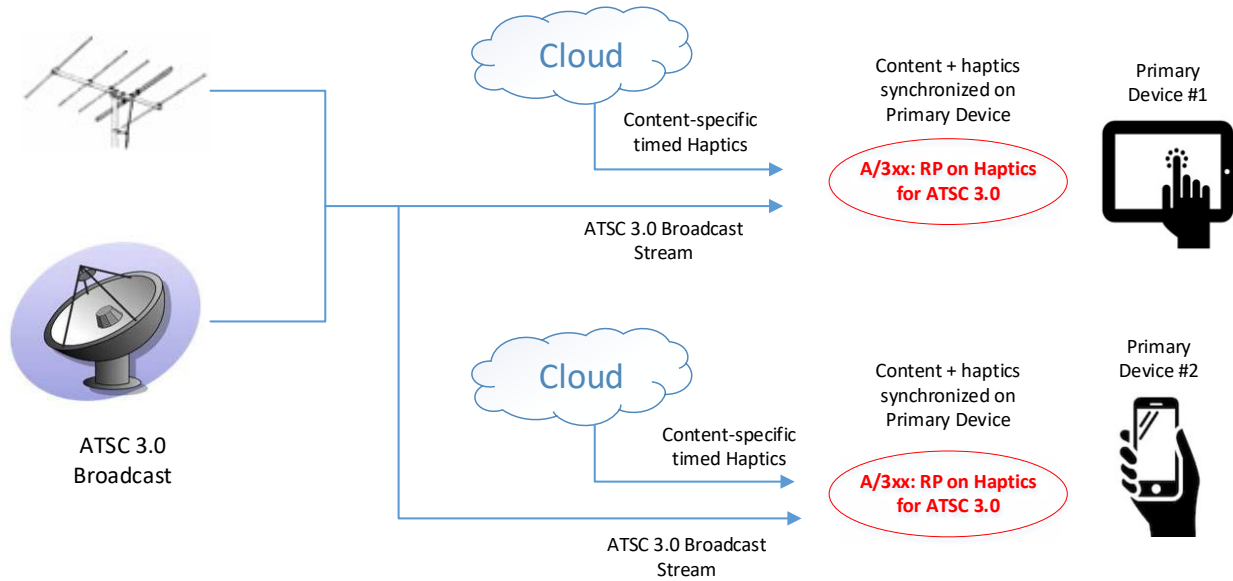 Cloud
Content-specific
timed Haptics
Content + haptics
synchronized on
Primary Device
Primary
Device #1
A/3xx: RP on Haptics
for ATSC 3.0
ATSC 3.0 Broadcast
Stream
ATSC 3.0
Broadcast
Cloud
Content-specific
timed Haptics
Content + haptics
synchronized on
Primary Device
Primary
Device #2
A/3xx: RP on Haptics
for ATSC 3.0
ATSC 3.0 Broadcast
Stream